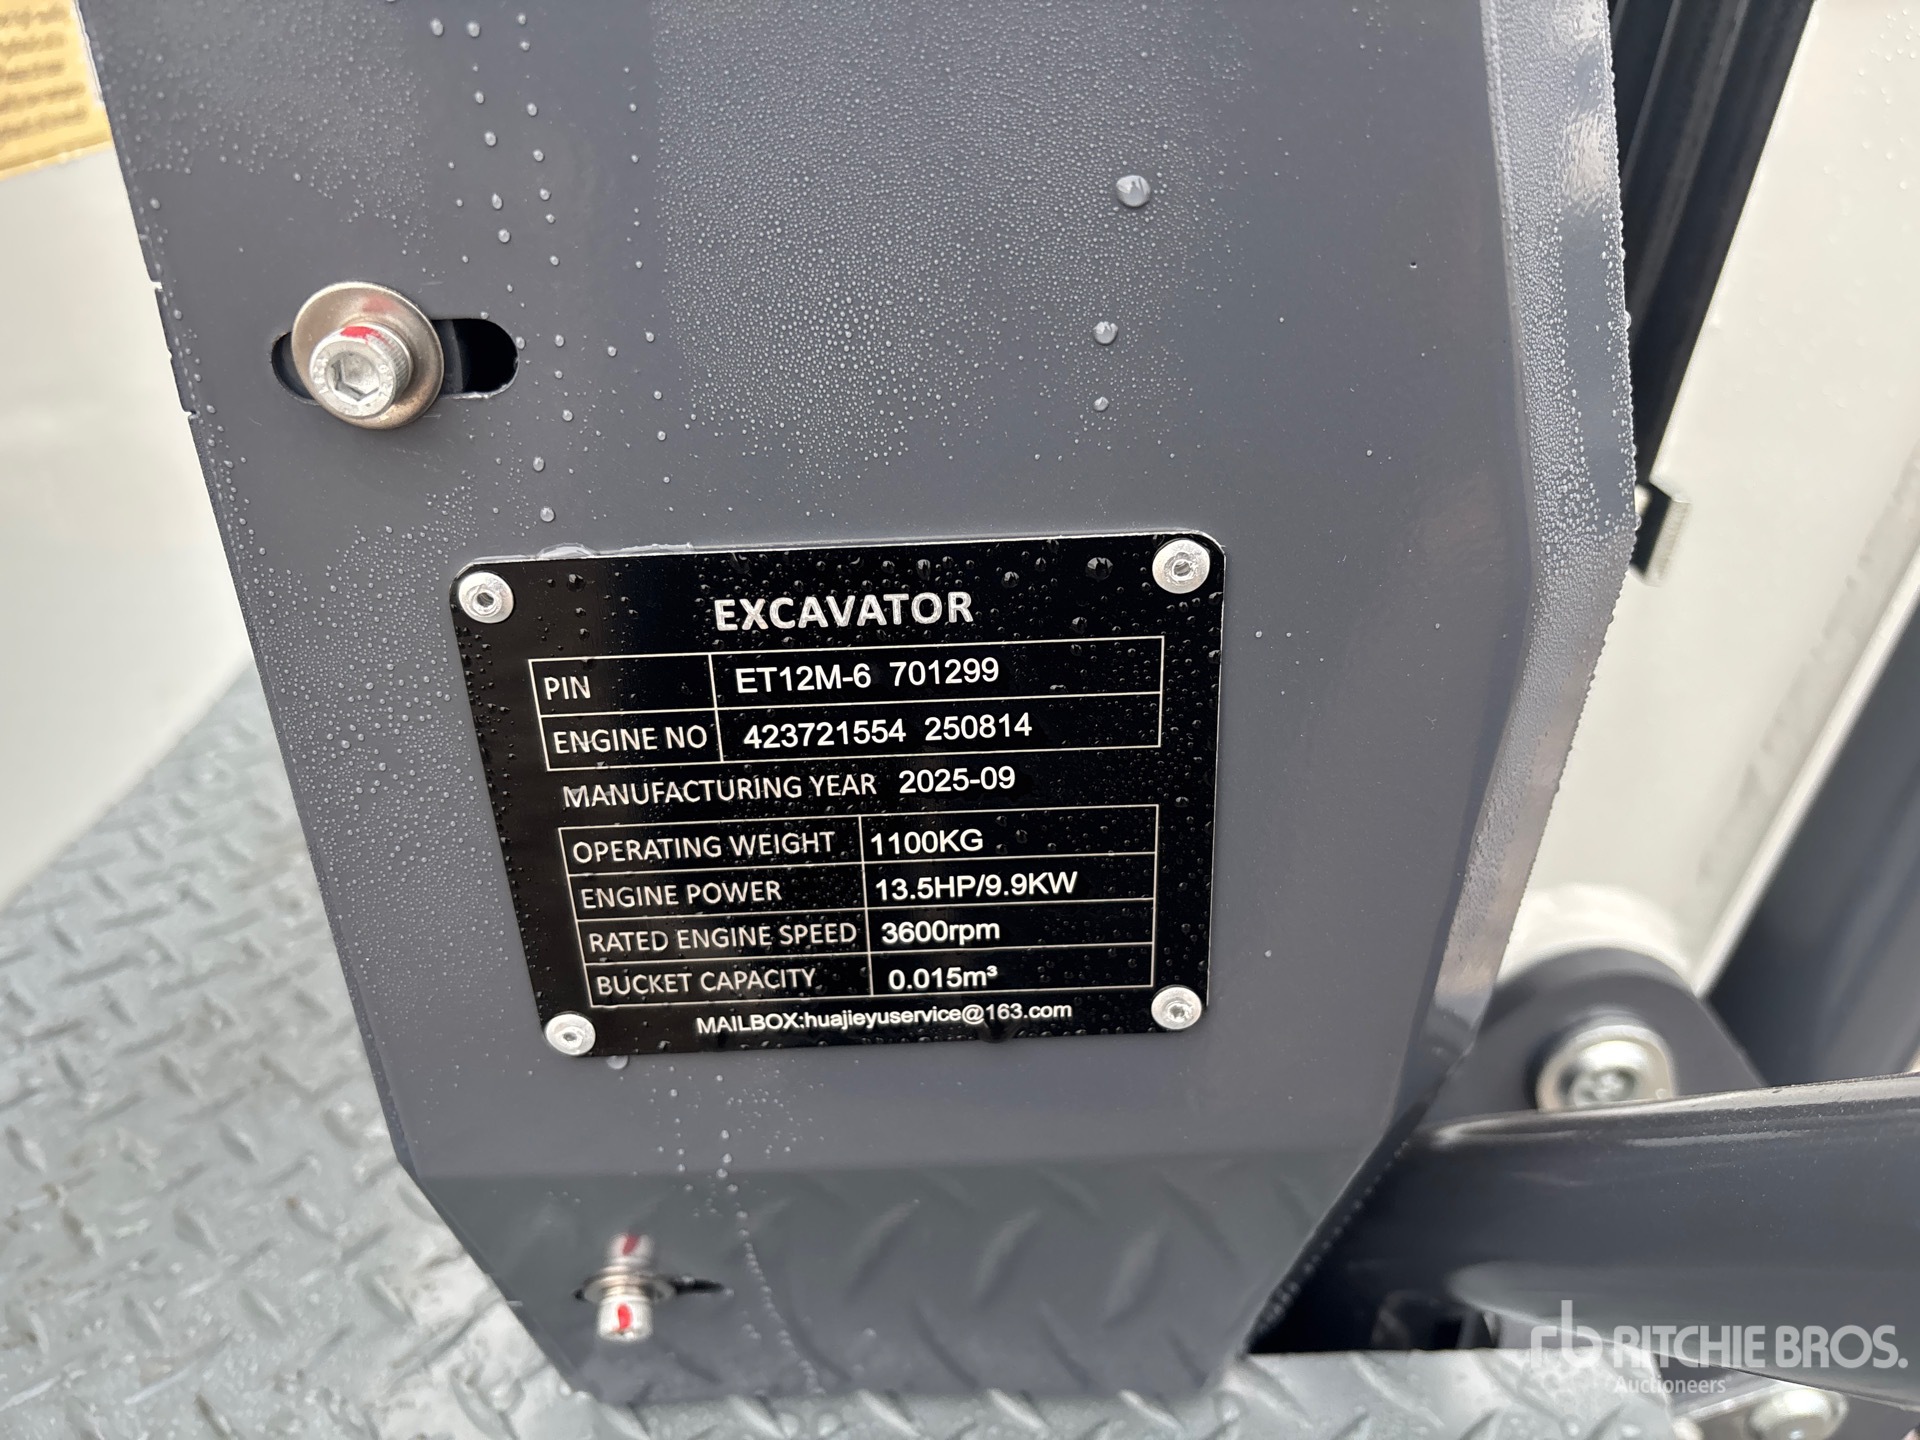 EXCAVATOR
PIN ET12M-6 701299
ENGINE NO 423721554 250814
MANUFACTURING YEAR 2025-09
OPERATING WEIGHT 1100KG
ENGINE POWER 13.5HP/9.9KW
RATED ENGINE SPEED 3600rpm
BUCKET CAPACITY 0.015m³
MAILBOX:huajieyuservice@163.com
rb RITCHIE BROS.
Auctioneers